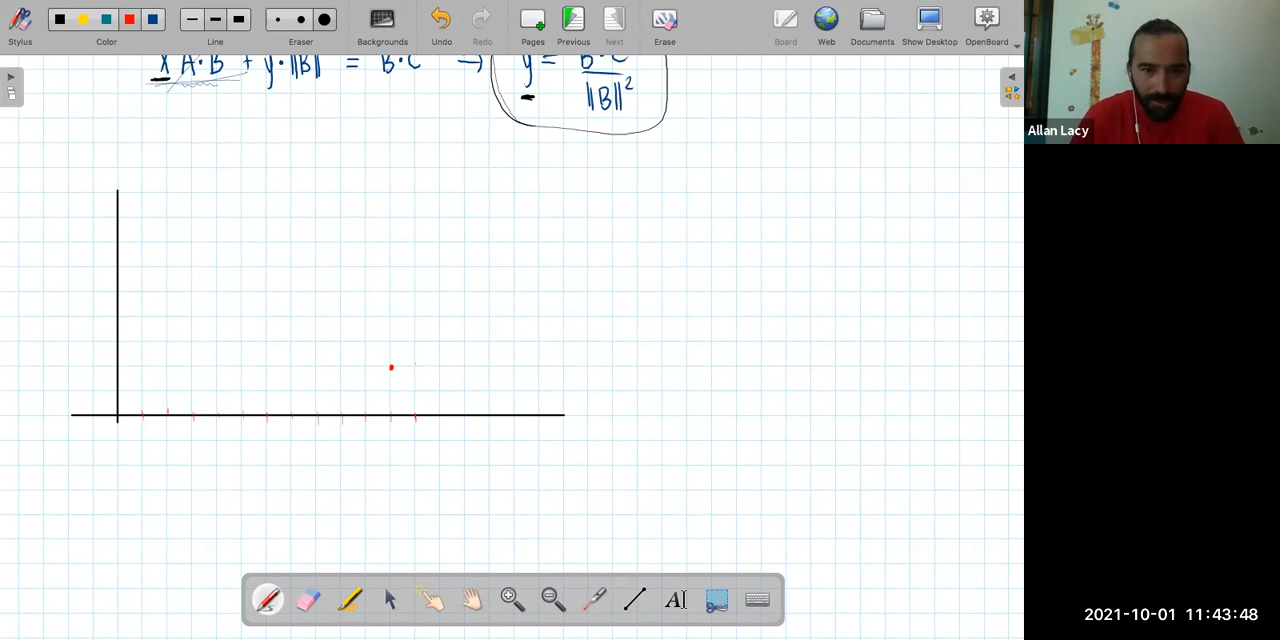 Stylus Color Line Eraser Backgrounds Undo Redo Pages Previous Next Erase Board Web Documents Show Desktop OpenBoard
x A·B + y·||B|| = B·C → y = B·C / ||B||²
Allan Lacy
A
2021-10-01 11:43:48